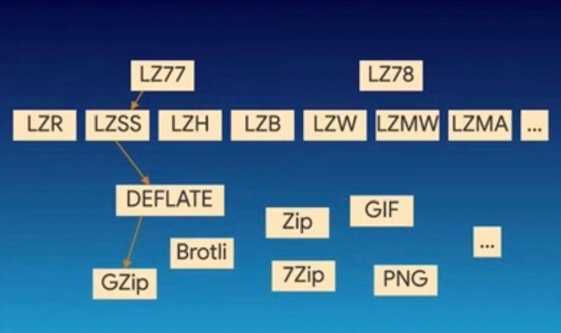 LZ77
LZ78
LZR
LZSS
LZH
LZB
LZW
LZMW
LZMA
...
DEFLATE
Zip
GIF
...
Brotli
GZip
7Zip
PNG